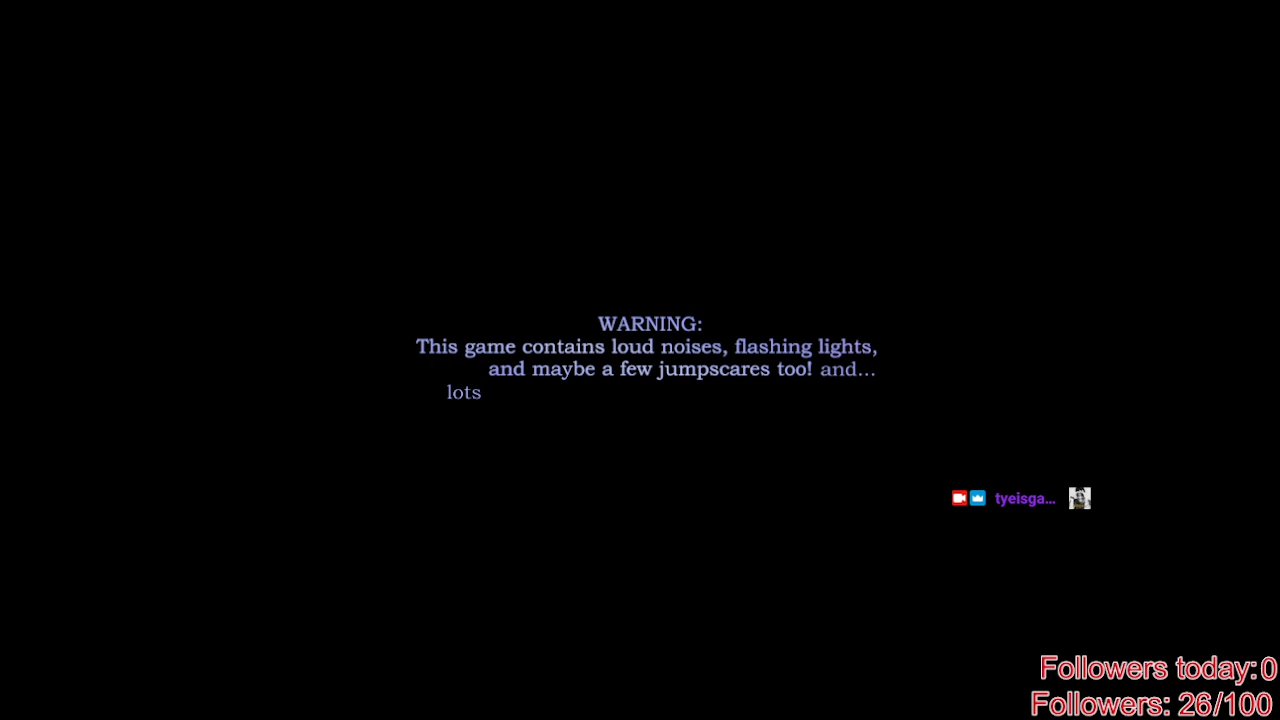 WARNING:
This game contains loud noises, flashing lights,
and maybe a few jumpscares too! and...
lots
tyeisga...
Followers today:0
Followers: 26/100